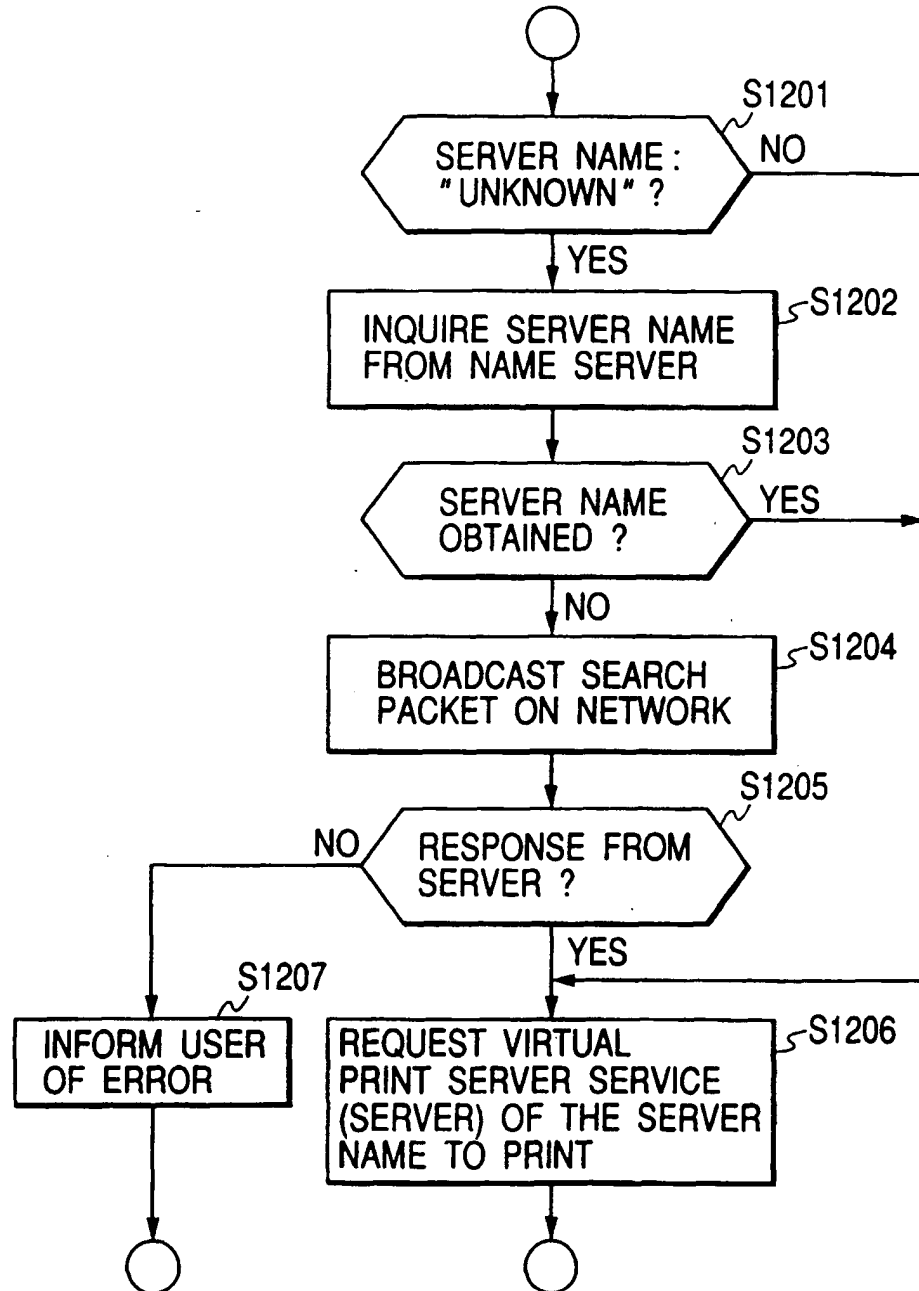 S1201
SERVER NAME :
"UNKNOWN" ?
NO
YES
S1202
INQUIRE SERVER NAME
FROM NAME SERVER
S1203
SERVER NAME
OBTAINED ?
YES
NO
S1204
BROADCAST SEARCH
PACKET ON NETWORK
S1205
NO
RESPONSE FROM
SERVER ?
YES
S1207
INFORM USER
OF ERROR
S1206
REQUEST VIRTUAL
PRINT SERVER SERVICE
(SERVER) OF THE SERVER
NAME TO PRINT